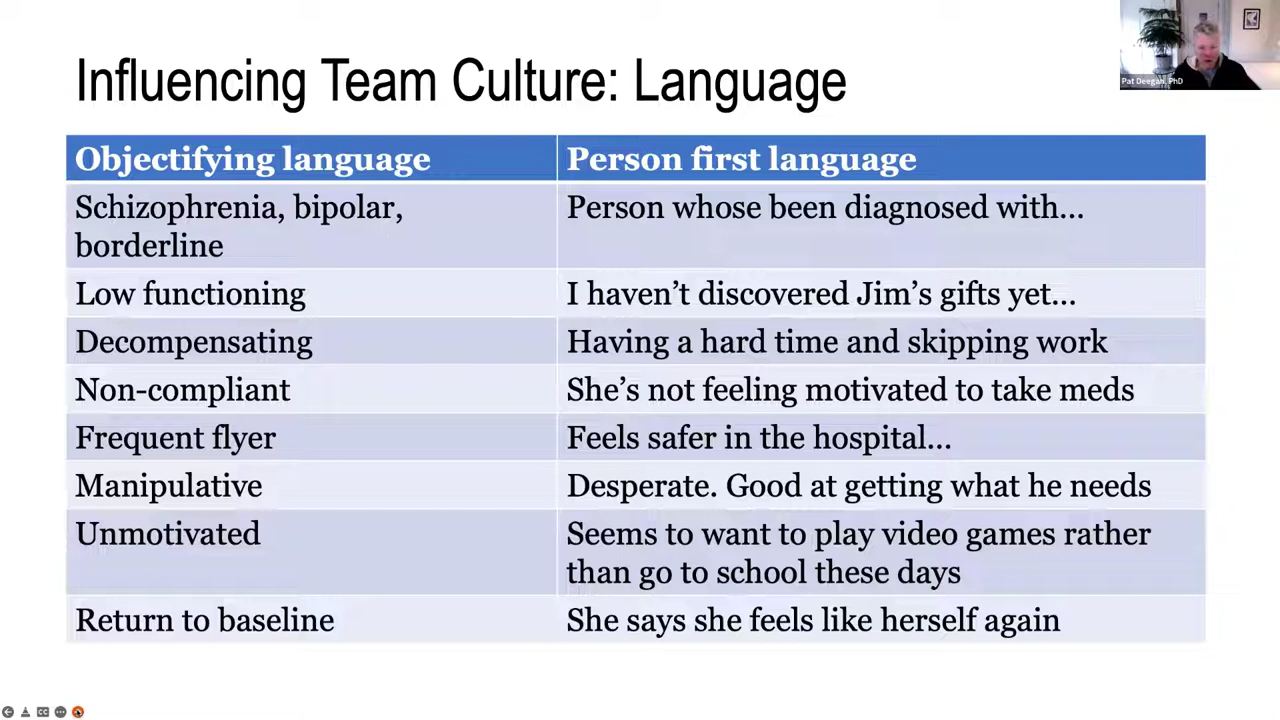 Influencing Team Culture: Language
Pat Deegan, PhD
Objectifying language
Person first language
Schizophrenia, bipolar,
borderline
Person whose been diagnosed with...
Low functioning
I haven't discovered Jim's gifts yet...
Decompensating
Having a hard time and skipping work
Non-compliant
She's not feeling motivated to take meds
Frequent flyer
Feels safer in the hospital...
Manipulative
Desperate. Good at getting what he needs
Unmotivated
Seems to want to play video games rather
than go to school these days
Return to baseline
She says she feels like herself again
CC